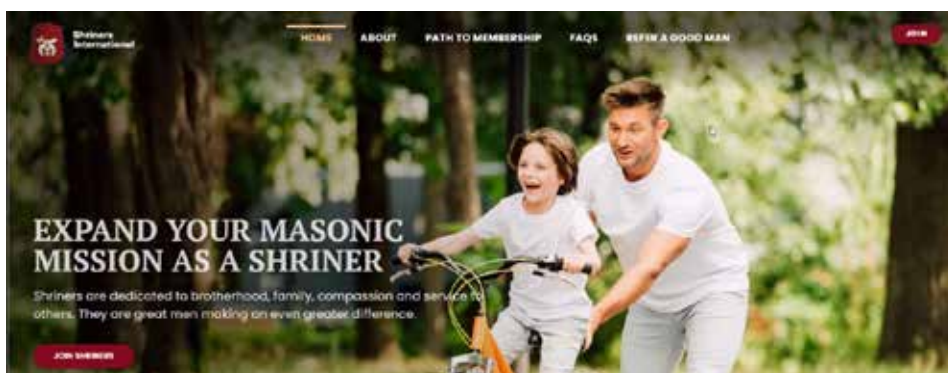 Shriners
International
HOME ABOUT PATH TO MEMBERSHIP FAQS REFER A GOOD MAN JOIN
EXPAND YOUR MASONIC
MISSION AS A SHRINER
Shriners are dedicated to brotherhood, family, compassion and service to
others. They are great men making an even greater difference.
JOIN SHRINERS